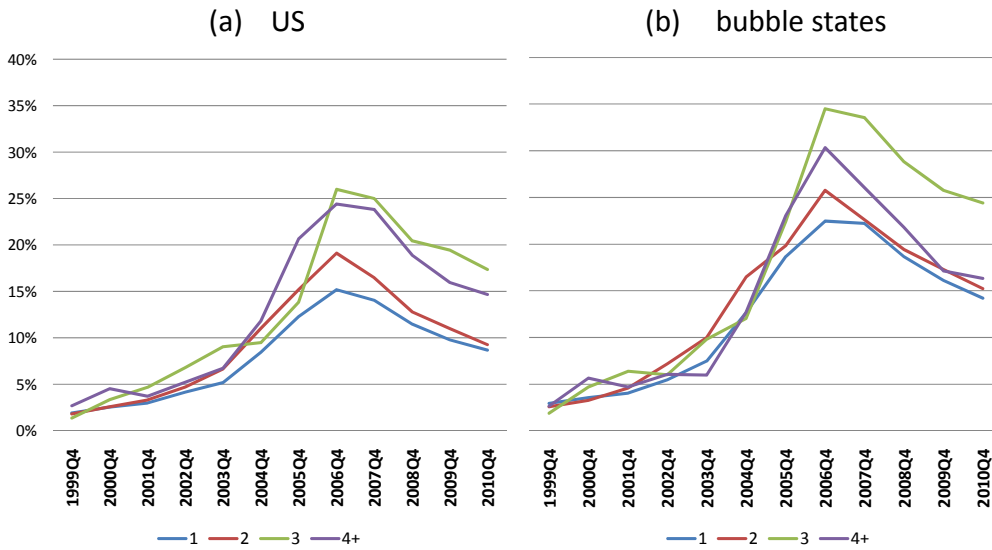 (a) US
(b) bubble states
40%
35%
30%
25%
20%
15%
10%
5%
0%
1999Q4
2000Q4
2001Q4
2002Q4
2003Q4
2004Q4
2005Q4
2006Q4
2007Q4
2008Q4
2009Q4
2010Q4
1999Q4
2000Q4
2001Q4
2002Q4
2003Q4
2004Q4
2005Q4
2006Q4
2007Q4
2008Q4
2009Q4
2010Q4
1 2 3 4+
1 2 3 4+